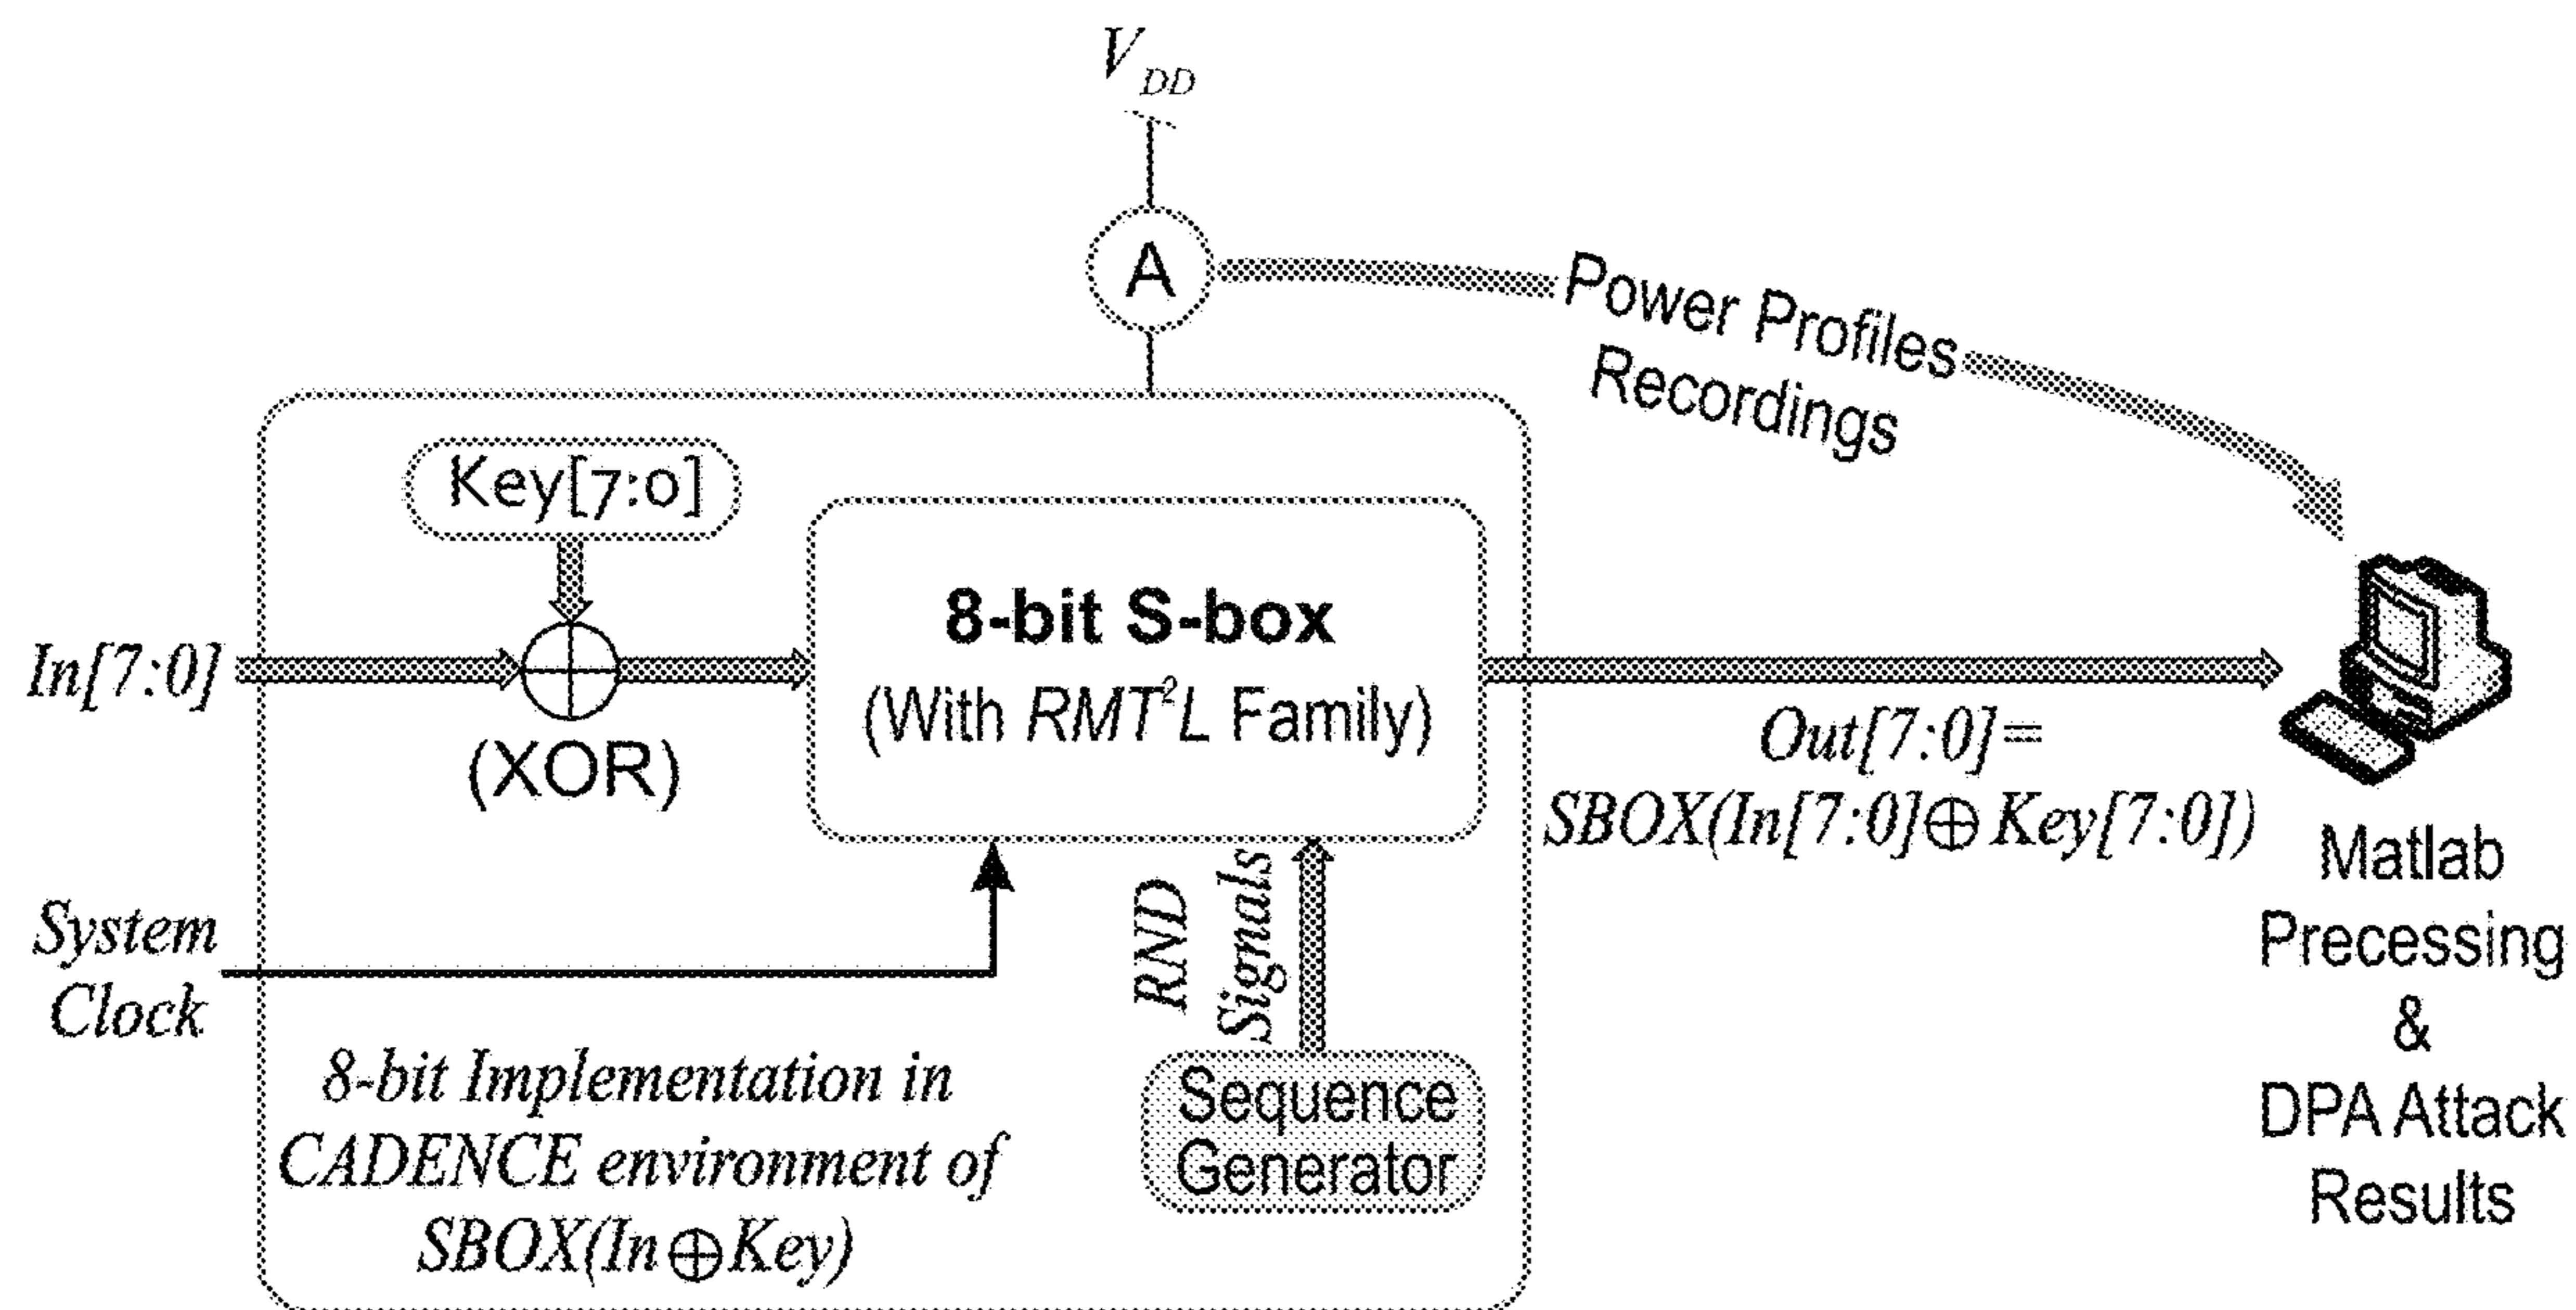 V_DD
A
Power Profiles
Recordings
Key[7:0]
8-bit S-box
(With RMT²L Family)
In[7:0]
(XOR)
Out[7:0]=
SBOX(In[7:0]⊕Key[7:0])
System
Clock
RND
Signals
Sequence
Generator
8-bit Implementation in
CADENCE environment of
SBOX(In⊕Key)
Matlab
Precessing
&
DPA Attack
Results